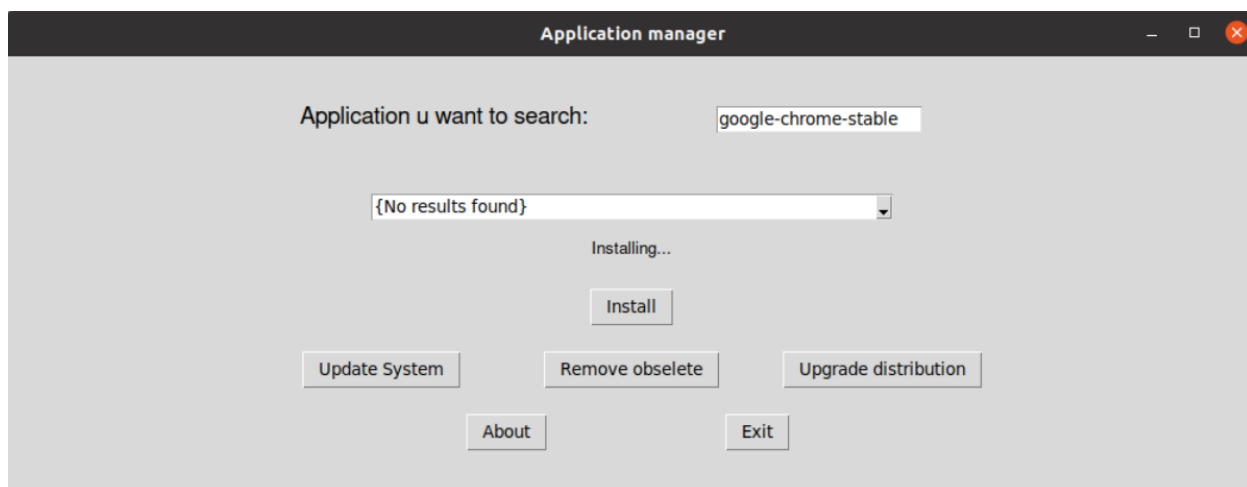 Application manager
Application u want to search: google-chrome-stable
{No results found}
Installing...
Install
Update System Remove obselete Upgrade distribution
About Exit